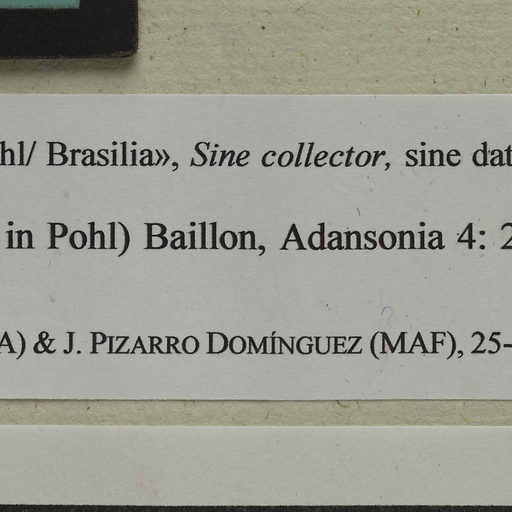 hl/ Brasilia», Sine collector, sine dat
in Pohl) Baillon, Adansonia 4: 2
A) & J. PIZARRO DOMÍNGUEZ (MAF), 25-